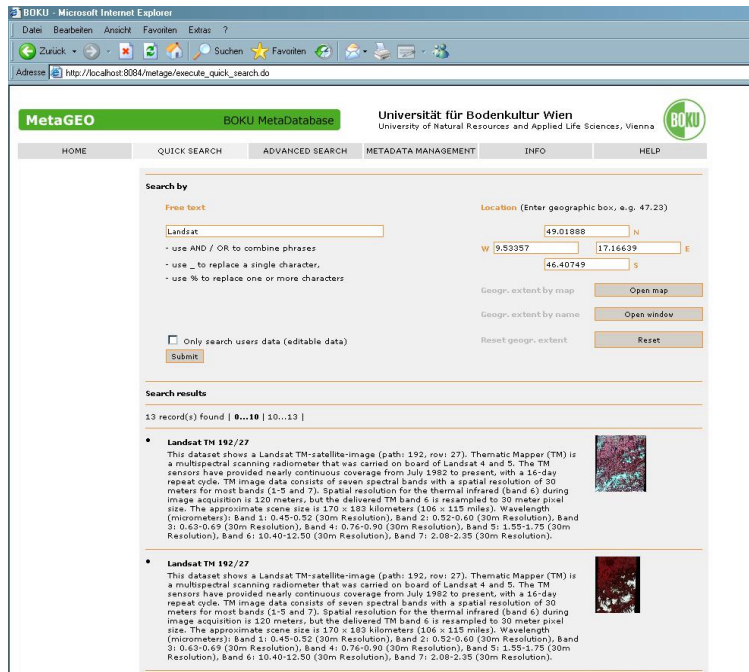 BOKU - Microsoft Internet Explorer
Datei Bearbeiten Ansicht Favoriten Extras ?
Zurück Suchen Favoriten
Adresse http://localhost:8084/metage/execute_quick_search.do
MetaGEO BOKU MetaDatabase
Universität für Bodenkultur Wien
University of Natural Resources and Applied Life Sciences, Vienna
BOKU
HOME QUICK SEARCH ADVANCED SEARCH METADATA MANAGEMENT INFO HELP
Search by
Free text
Landsat
- use AND / OR to combine phrases
- use _ to replace a single character,
- use % to replace one or more characters
Only search users data (editable data)
Submit
Location (Enter geographic box, e.g. 47.23)
49.01888 N
W 9.53357 17.16639 E
46.40749 S
Geogr. extent by map Open map
Geogr. extent by name Open window
Reset geogr. extent Reset
Search results
13 record(s) found | 0...10 | 10...13 |
• Landsat TM 192/27
This dataset shows a Landsat TM-satellite-image (path: 192, row: 27). Thematic Mapper (TM) is
a multispectral scanning radiometer that was carried on board of Landsat 4 and 5. The TM
sensors have provided nearly continuous coverage from July 1982 to present, with a 16-day
repeat cycle. TM image data consists of seven spectral bands with a spatial resolution of 30
meters for most bands (1-5 and 7). Spatial resolution for the thermal infrared (band 6) during
image acquisition is 120 meters, but the delivered TM band 6 is resampled to 30 meter pixel
size. The approximate scene size is 170 x 183 kilometers (106 x 115 miles). Wavelength
(micrometers): Band 1: 0.45-0.52 (30m Resolution), Band 2: 0.52-0.60 (30m Resolution), Band
3: 0.63-0.69 (30m Resolution), Band 4: 0.76-0.90 (30m Resolution), Band 5: 1.55-1.75 (30m
Resolution), Band 6: 10.40-12.50 (30m Resolution), Band 7: 2.08-2.35 (30m Resolution).
• Landsat TM 192/27
This dataset shows a Landsat TM-satellite-image (path: 192, row: 27). Thematic Mapper (TM) is
a multispectral scanning radiometer that was carried on board of Landsat 4 and 5. The TM
sensors have provided nearly continuous coverage from July 1982 to present, with a 16-day
repeat cycle. TM image data consists of seven spectral bands with a spatial resolution of 30
meters for most bands (1-5 and 7). Spatial resolution for the thermal infrared (band 6) during
image acquisition is 120 meters, but the delivered TM band 6 is resampled to 30 meter pixel
size. The approximate scene size is 170 x 183 kilometers (106 x 115 miles). Wavelength
(micrometers): Band 1: 0.45-0.52 (30m Resolution), Band 2: 0.52-0.60 (30m Resolution), Band
3: 0.63-0.69 (30m Resolution), Band 4: 0.76-0.90 (30m Resolution), Band 5: 1.55-1.75 (30m
Resolution), Band 6: 10.40-12.50 (30m Resolution), Band 7: 2.08-2.35 (30m Resolution).